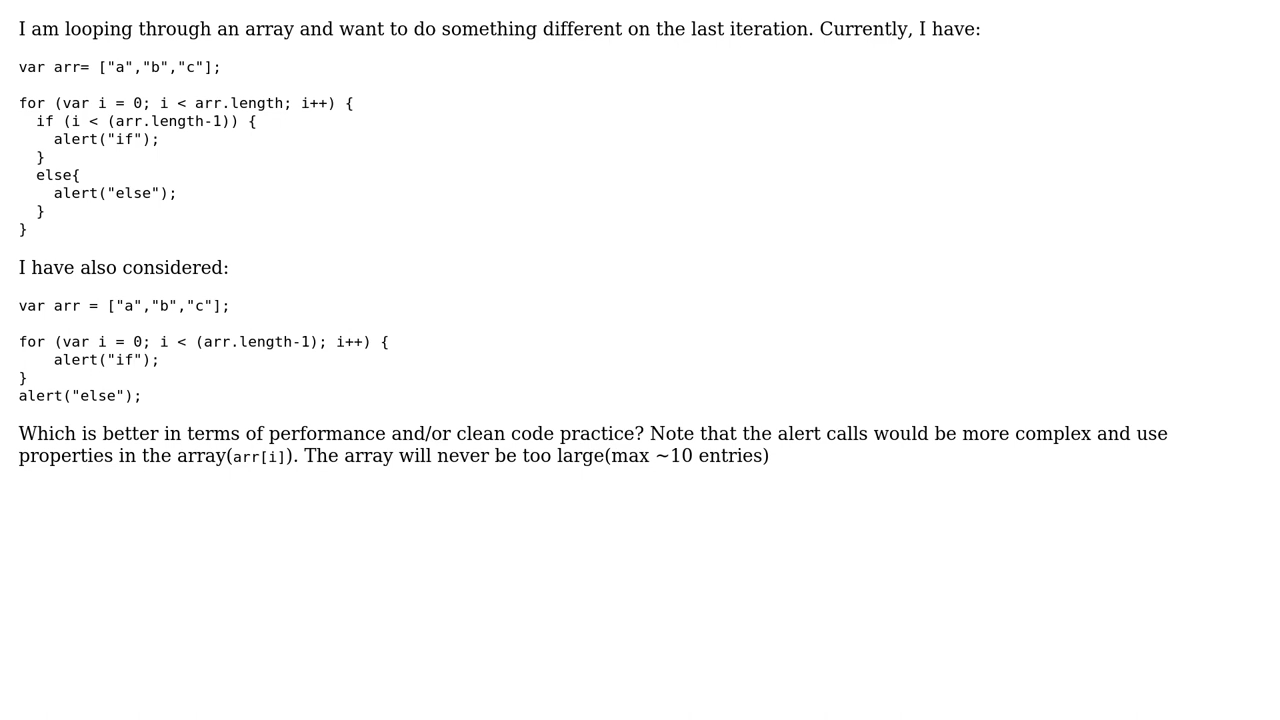 I am looping through an array and want to do something different on the last iteration. Currently, I have:
var arr= ["a","b","c"];
for (var i = 0; i < arr.length; i++) {
  if (i < (arr.length-1)) {
    alert("if");
  }
  else{
    alert("else");
  }
}
I have also considered:
var arr = ["a","b","c"];
for (var i = 0; i < (arr.length-1); i++) {
    alert("if");
}
alert("else");
Which is better in terms of performance and/or clean code practice? Note that the alert calls would be more complex and use
properties in the array(arr[i]). The array will never be too large(max ~10 entries)